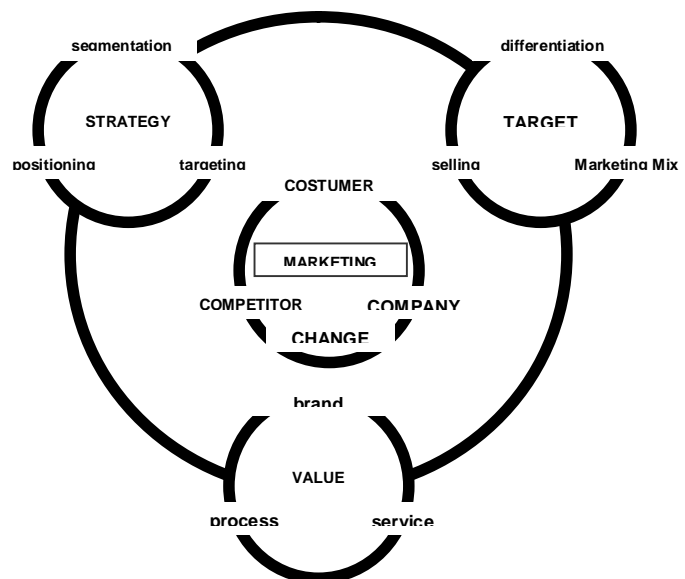 segmentation
differentiation
STRATEGY
TARGET
positioning
targeting
selling
Marketing Mix
COSTUMER
MARKETING
COMPETITOR
COMPANY
CHANGE
brand
VALUE
process
service